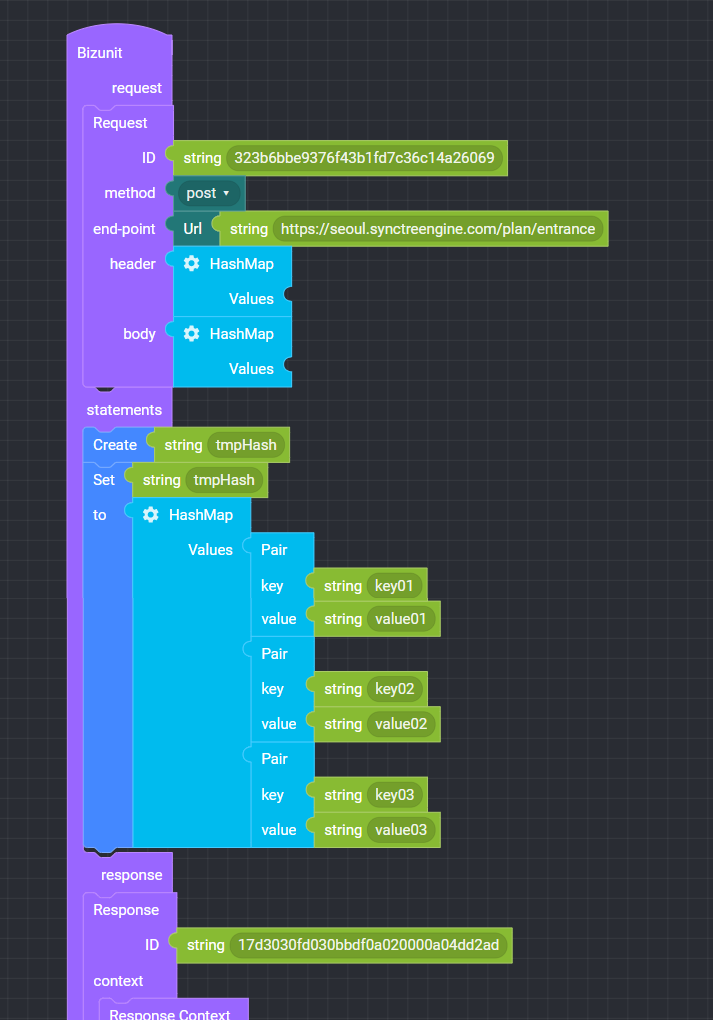 Bizunit
request
Request
ID string 323b6bbe9376f43b1fd7c36c14a26069
method post
end-point Url string https://seoul.synctreengine.com/plan/entrance
header HashMap
Values
body HashMap
Values
statements
Create string tmpHash
Set string tmpHash
to HashMap
Values Pair
key string key01
value string value01
Pair
key string key02
value string value02
Pair
key string key03
value string value03
response
Response
ID string 17d3030fd030bbdf0a020000a04dd2ad
context
Response Context